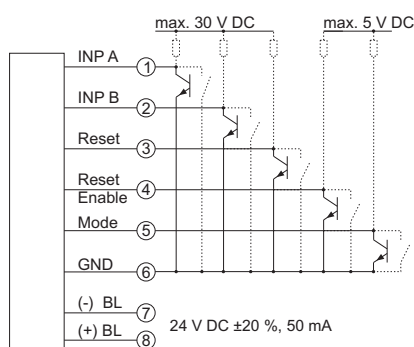 max. 30 V DC
max. 5 V DC
INP A
1
INP B
2
Reset
3
Reset
Enable
4
Mode
5
GND
6
(-) BL
7
24 V DC ±20 %, 50 mA
(+) BL
8